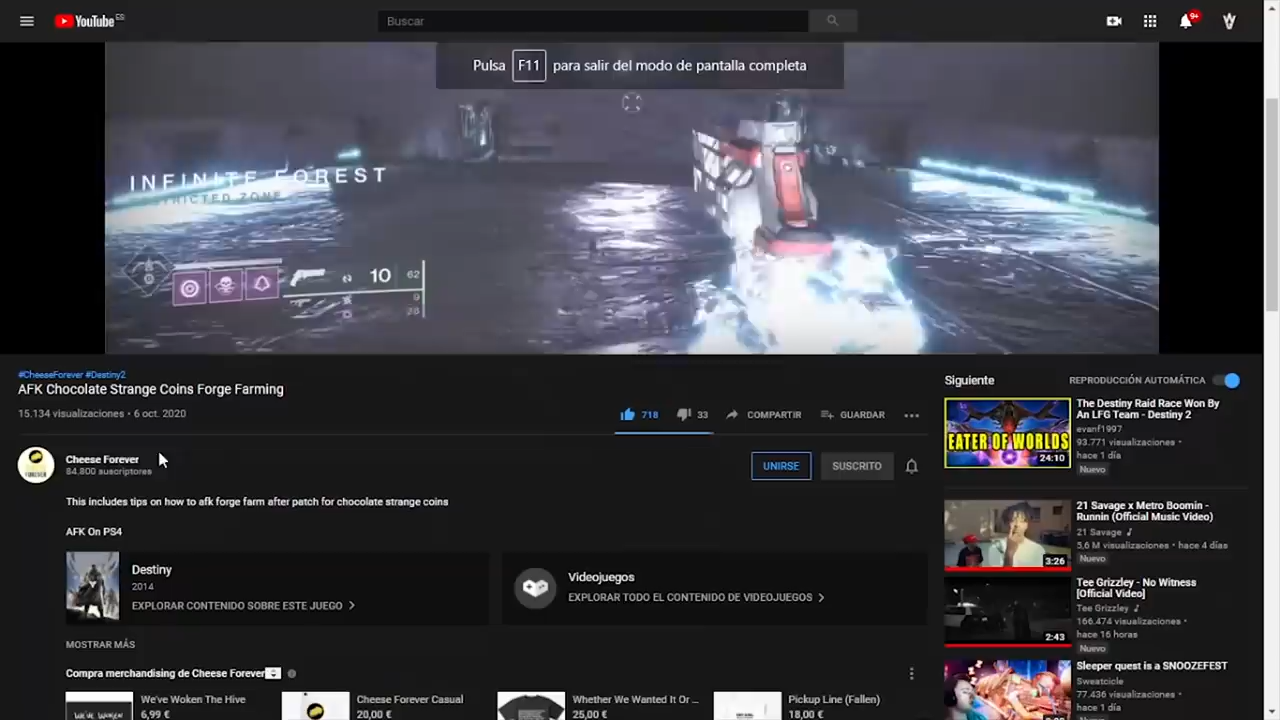 YouTube ES
Buscar
9+
Pulsa F11 para salir del modo de pantalla completa
INFINITE FOREST
RESTRICTED ZONE
10
62
9
#CheeseForever #Destiny2
AFK Chocolate Strange Coins Forge Farming
15.134 visualizaciones • 6 oct. 2020
718
33
COMPARTIR
GUARDAR
Cheese Forever
84.800 suscriptores
UNIRSE
SUSCRITO
This includes tips on how to afk forge farm after patch for chocolate strange coins
AFK On PS4
Destiny
2014
EXPLORAR CONTENIDO SOBRE ESTE JUEGO
Videojuegos
EXPLORAR TODO EL CONTENIDO DE VIDEOJUEGOS
MOSTRAR MÁS
Compra merchandising de Cheese Forever
WE'VE WOKEN
We've Woken The Hive
6,99 €
Cheese Forever Casual
20,00 €
Whether We Wanted It Or ...
25,00 €
Pickup Line (Fallen)
18,00 €
Siguiente
REPRODUCCIÓN AUTOMÁTICA
EATER OF WORLDS
24:10
The Destiny Raid Race Won By
An LFG Team - Destiny 2
evanf1997
93.771 visualizaciones •
hace 1 día
Nuevo
3:26
21 Savage x Metro Boomin -
Runnin (Official Music Video)
21 Savage
5,6 M visualizaciones • hace 4 días
Nuevo
2:43
Tee Grizzley - No Witness
[Official Video]
Tee Grizzley
166.474 visualizaciones •
hace 16 horas
Nuevo
Sleeper quest is a SNOOZEFEST
Sweatcicle
77.436 visualizaciones •
hace 1 día